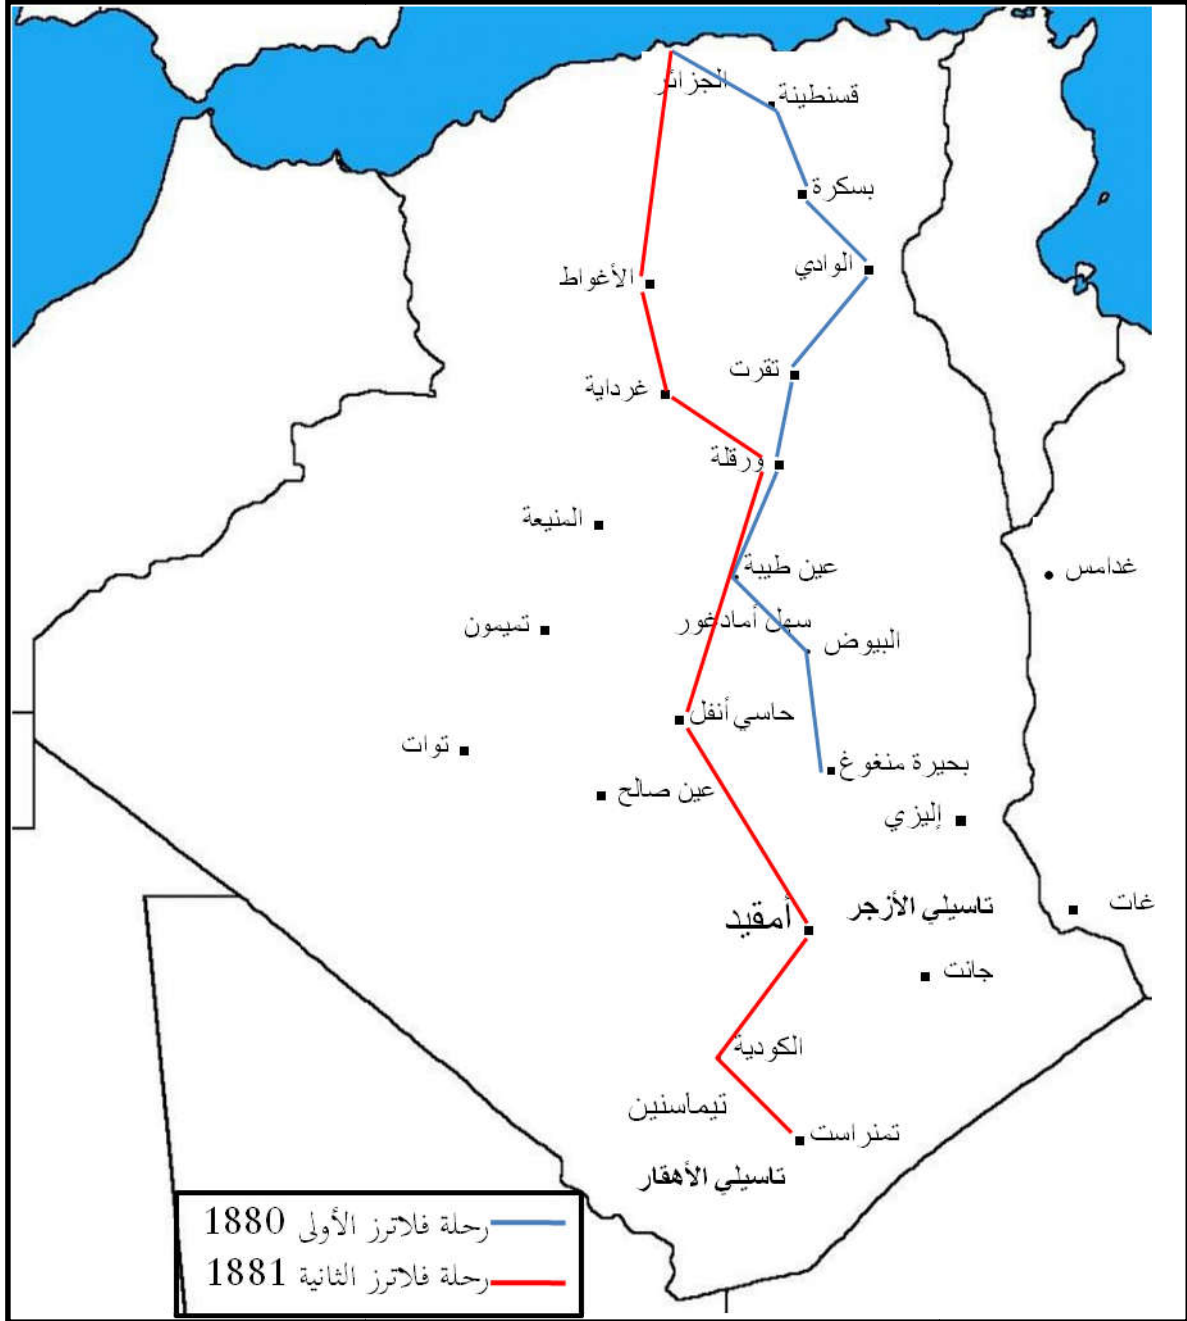 الجزائر
قسنطينة
بسكرة
الوادي
الأغواط
تقرت
غرداية
ورقلة
المنيعة
عين طيبة
غدامس
سهل أمادغور
تميمون
البيوض
حاسي أنفل
توات
بحيرة منغوغ
عين صالح
إليزي
تاسيلي الأزجر
غات
أمقيد
جانت
الكودية
تيماسنين
تمنراست
تاسيلي الأهقار
رحلة فلاترز الأولى 1880
رحلة فلاترز الثانية 1881